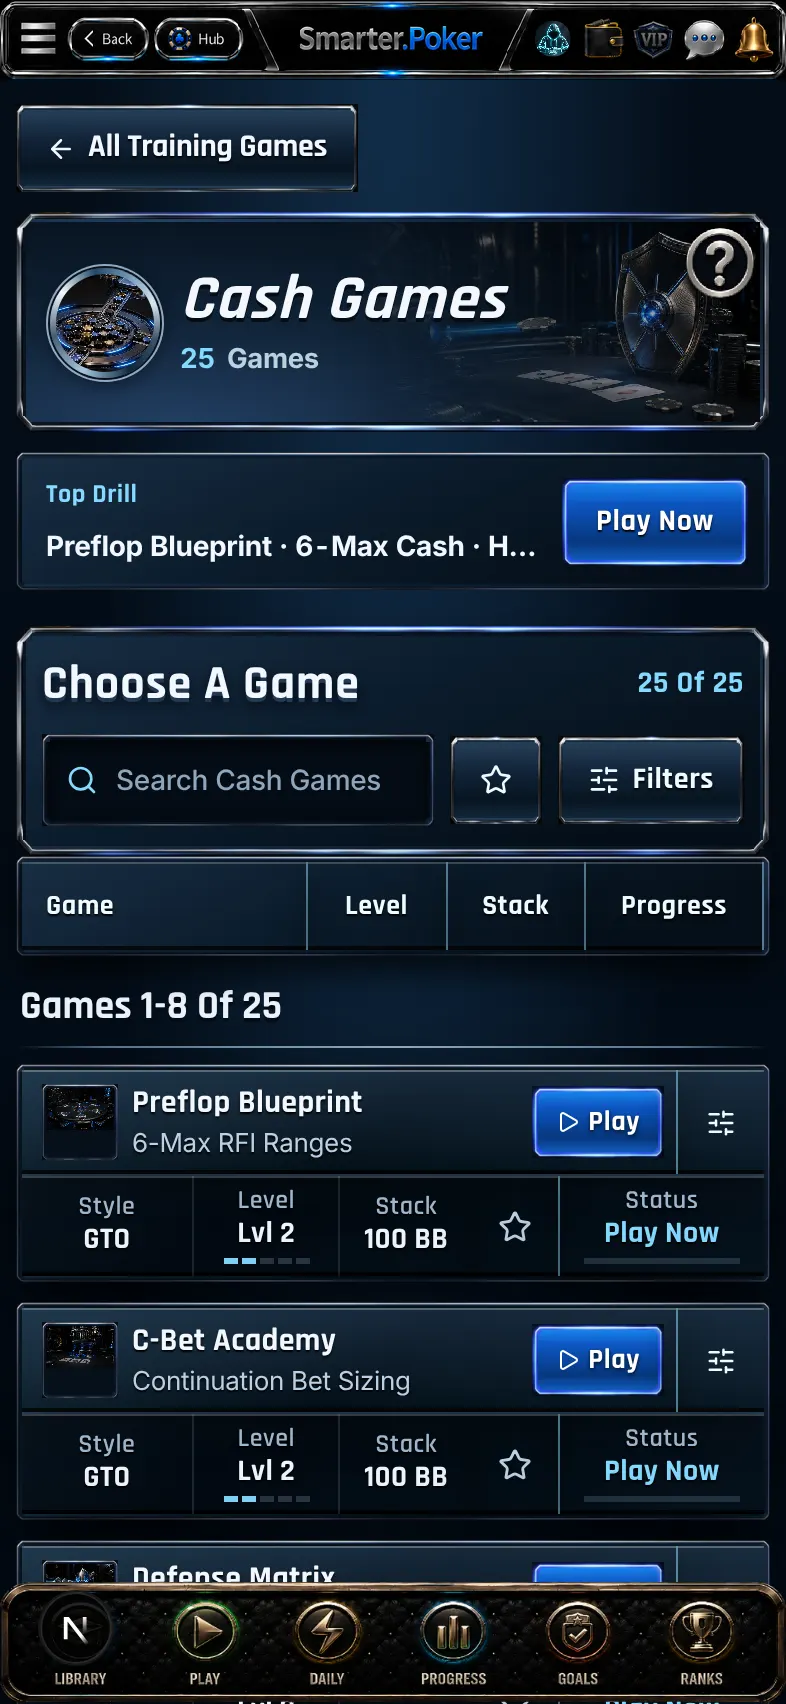 Back
Hub
Smarter.Poker
VIP
All Training Games
?
Cash Games
25 Games
Top Drill
Preflop Blueprint · 6-Max Cash · H...
Play Now
Choose A Game
25 Of 25
Search Cash Games
Filters
Game Level Stack Progress
Games 1-8 Of 25
Preflop Blueprint
6-Max RFI Ranges
Play
Style Level Stack Status
GTO Lvl 2 100 BB Play Now
C-Bet Academy
Continuation Bet Sizing
Play
Style Level Stack Status
GTO Lvl 2 100 BB Play Now
Defense Matrix
N
LIBRARY PLAY DAILY PROGRESS GOALS RANKS